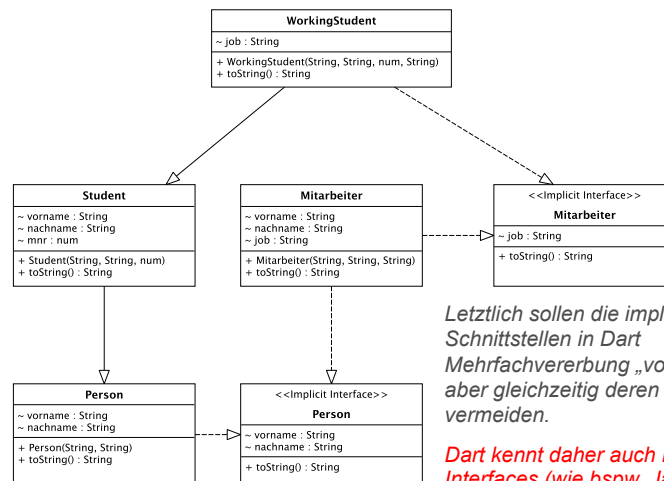 WorkingStudent
~ job : String
+ WorkingStudent(String, String, num, String)
+ toString() : String
Student
~ vorname : String
~ nachname : String
~ mnr : num
+ Student(String, String, num)
+ toString() : String
Mitarbeiter
~ vorname : String
~ nachname : String
~ job : String
+ Mitarbeiter(String, String, String)
+ toString() : String
<<Implicit Interface>>
Mitarbeiter
~ job : String
+ toString() : String
Letztlich sollen die impl
Schnittstellen in Dart
Mehrfachvererbung „vo
aber gleichzeitig deren
vermeiden.
Dart kennt daher auch
Interfaces (wie bspw.
Person
~ vorname : String
~ nachname : String
+ Person(String, String)
+ toString() : String
<<Implicit Interface>>
Person
~ vorname : String
~ nachname : String
+ toString() : String